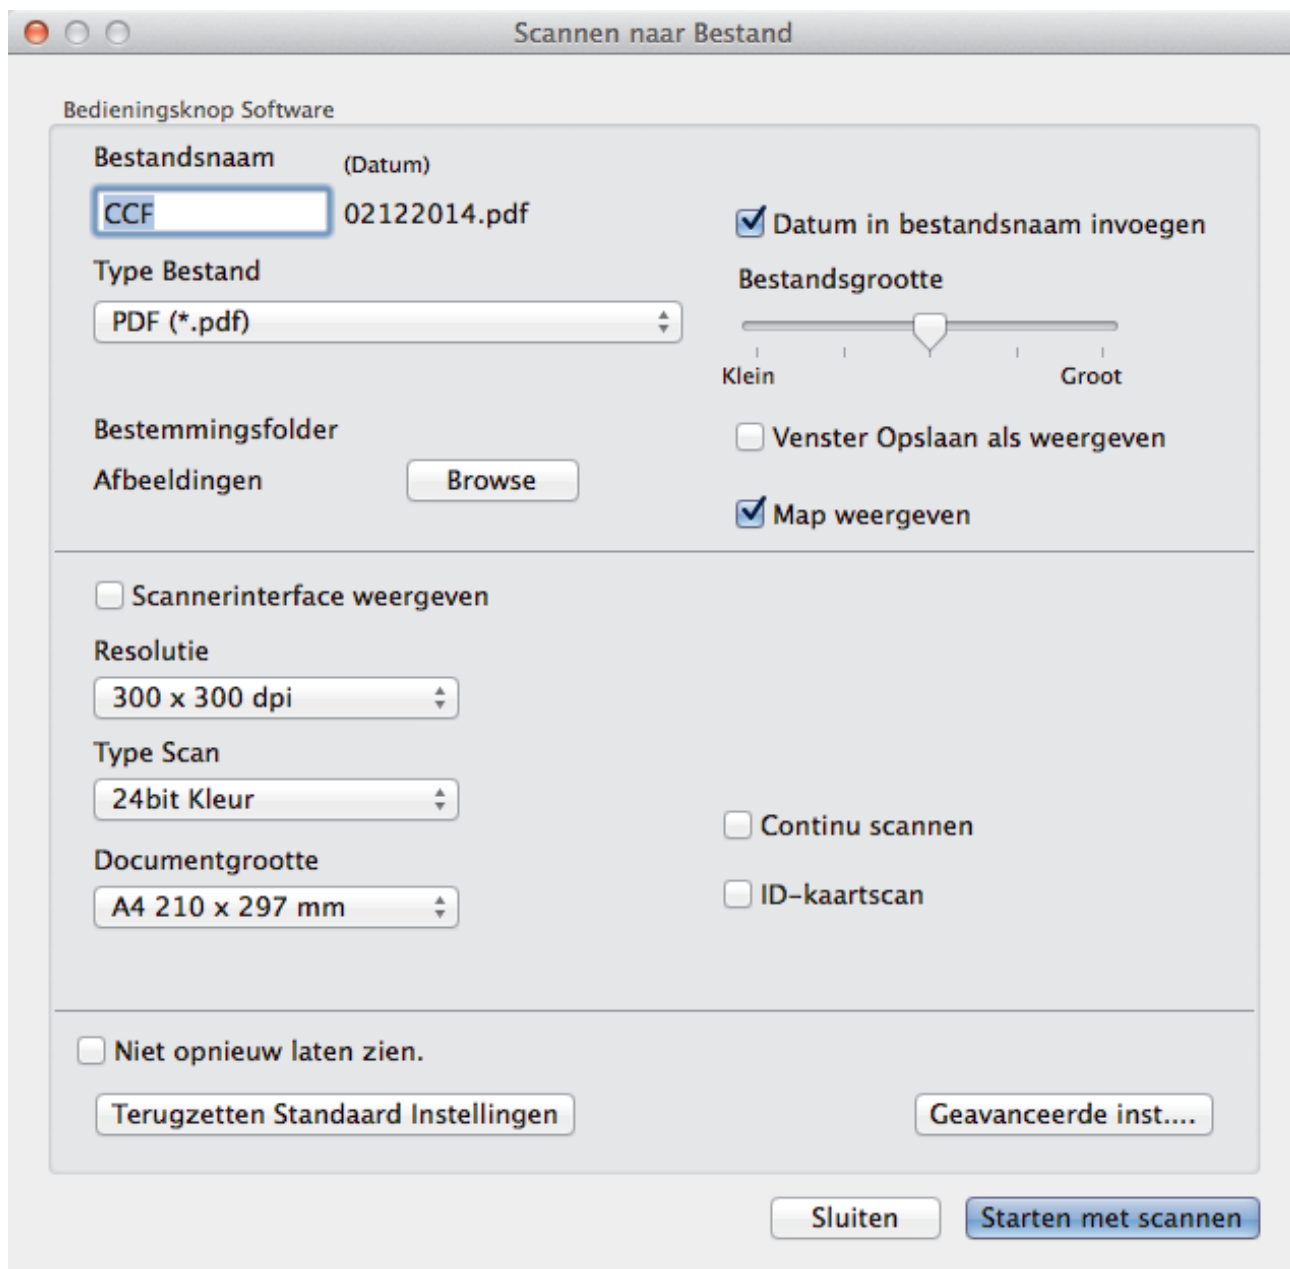 Scannen naar Bestand
Bedieningsknop Software
Bestandsnaam (Datum)
CCF 02122014.pdf
Datum in bestandsnaam invoegen
Type Bestand
Bestandsgrootte
PDF (*.pdf)
Klein Groot
Bestemmingsfolder
Venster Opslaan als weergeven
Afbeeldingen Browse
Map weergeven
Scannerinterface weergeven
Resolutie
300 x 300 dpi
Type Scan
24bit Kleur
Continu scannen
Documentgrootte
ID-kaartscan
A4 210 x 297 mm
Niet opnieuw laten zien.
Terugzetten Standaard Instellingen Geavanceerde inst....
Sluiten Starten met scannen